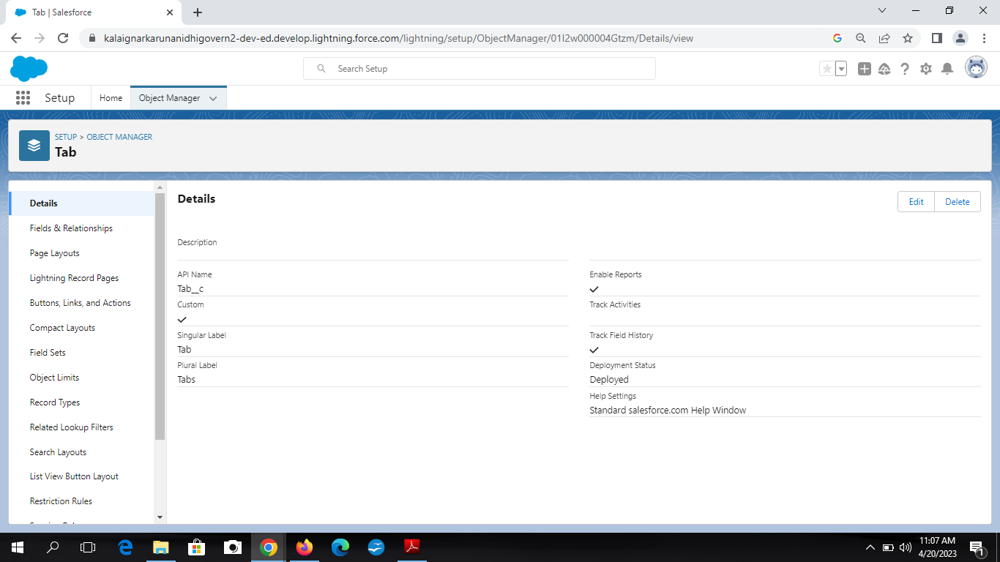 Tab | Salesforce
kalaignarkarunanidhigovern2-dev-ed.develop.lightning.force.com/lightning/setup/ObjectManager/01I2w000004Gtzm/Details/view
Search Setup
Setup
Home
Object Manager
SETUP > OBJECT MANAGER
Tab
Details
Fields & Relationships
Page Layouts
Lightning Record Pages
Buttons, Links, and Actions
Compact Layouts
Field Sets
Object Limits
Record Types
Related Lookup Filters
Search Layouts
List View Button Layout
Restriction Rules
Details
Edit
Delete
Description
API Name
Tab__c
Custom
Singular Label
Tab
Plural Label
Tabs
Enable Reports
Track Activities
Track Field History
Deployment Status
Deployed
Help Settings
Standard salesforce.com Help Window
11:07 AM
4/20/2023
1